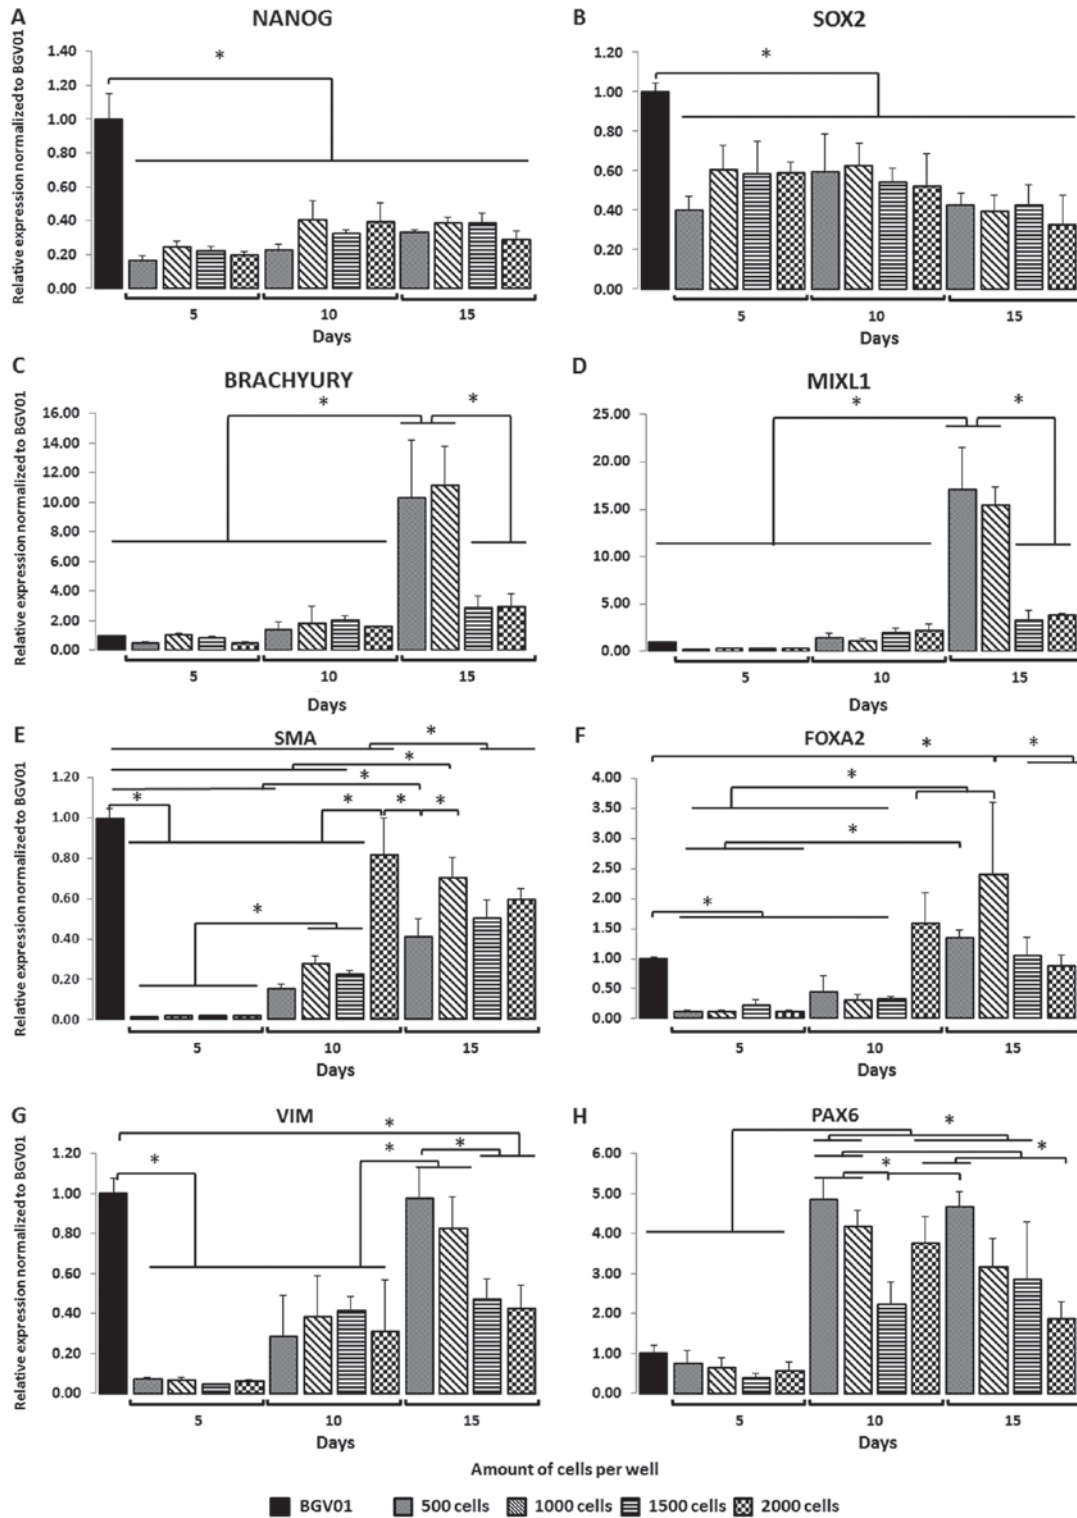 A NANOG
Relative expression normalized to BGV01
1.40
1.20
1.00
0.80
0.60
0.40
0.20
0.00
*
5 10 15
Days
B SOX2
1.20
1.00
0.80
0.60
0.40
0.20
0.00
*
5 10 15
Days
C BRACHYURY
Relative expression normalized to BGV01
16.00
14.00
12.00
10.00
8.00
6.00
4.00
2.00
0.00
* *
5 10 15
Days
D MIXL1
25.00
20.00
15.00
10.00
5.00
0.00
* *
5 10 15
Days
E SMA
Relative expression normalized to BGV01
1.20
1.00
0.80
0.60
0.40
0.20
0.00
*
*
*
* * * *
*
5 10 15
Days
F FOXA2
4.00
3.50
3.00
2.50
2.00
1.50
1.00
0.50
0.00
* *
*
*
*
5 10 15
Days
G VIM
Relative expression normalized to BGV01
1.20
1.00
0.80
0.60
0.40
0.20
0.00
*
* *
*
5 10 15
Days
H PAX6
6.00
5.00
4.00
3.00
2.00
1.00
0.00
*
*
*
5 10 15
Days
Amount of cells per well
BGV01 500 cells 1000 cells 1500 cells 2000 cells